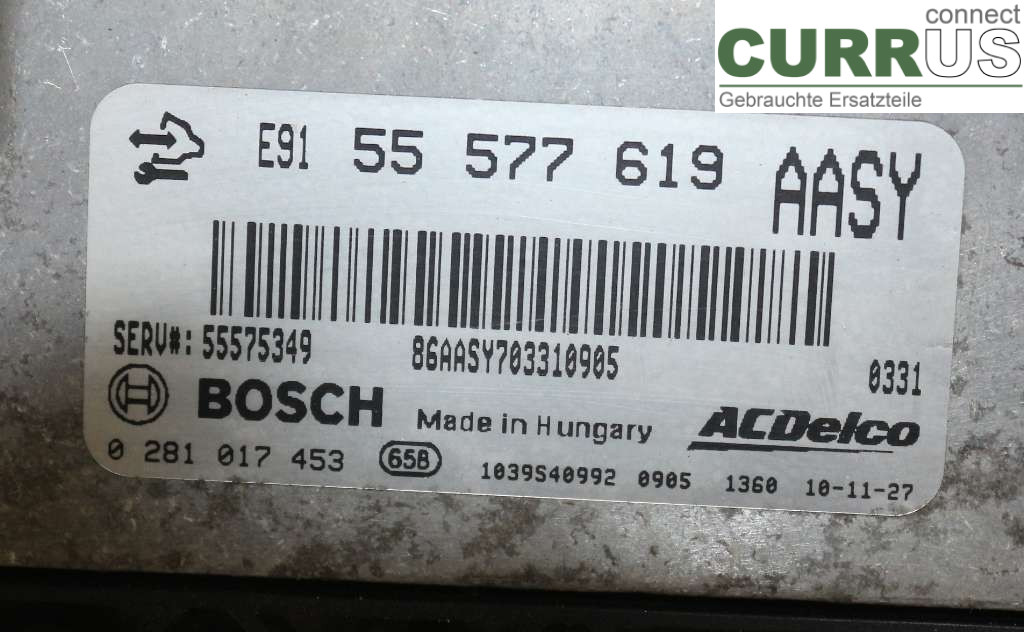 connect
CURRUS
Gebrauchte Ersatzteile
E91 55 577 619 AASY
SERV#: 55575349 86AASY703310905 0331
BOSCH Made in Hungary ACDelco
0 281 017 453 65B 1039S40992 0905 1360 10-11-27